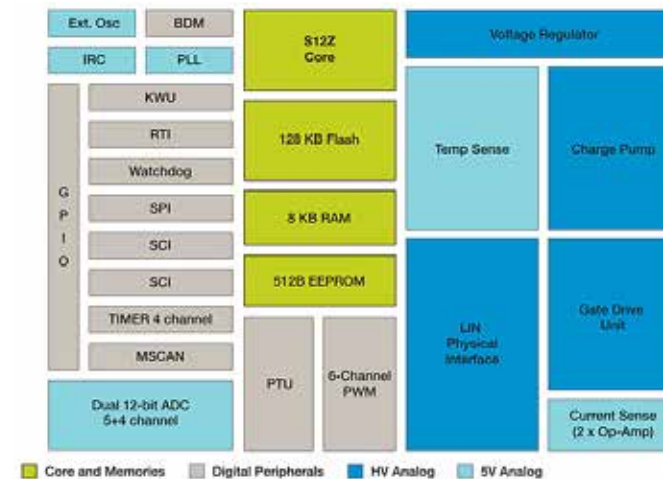 Ext. Osc
BDM
IRC
PLL
G
P
I
O
KWU
RTI
Watchdog
SPI
SCI
SCI
TIMER 4 channel
MSCAN
Dual 12-bit ADC
5+4 channel
S12Z
Core
128 KB Flash
8 KB RAM
512B EEPROM
PTU
6-Channel
PWM
Voltage Regulator
Temp Sense
Charge Pump
LIN
Physical
Interface
Gate Drive
Unit
Current Sense
(2 x Op-Amp)
Core and Memories
Digital Peripherals
HV Analog
5V Analog